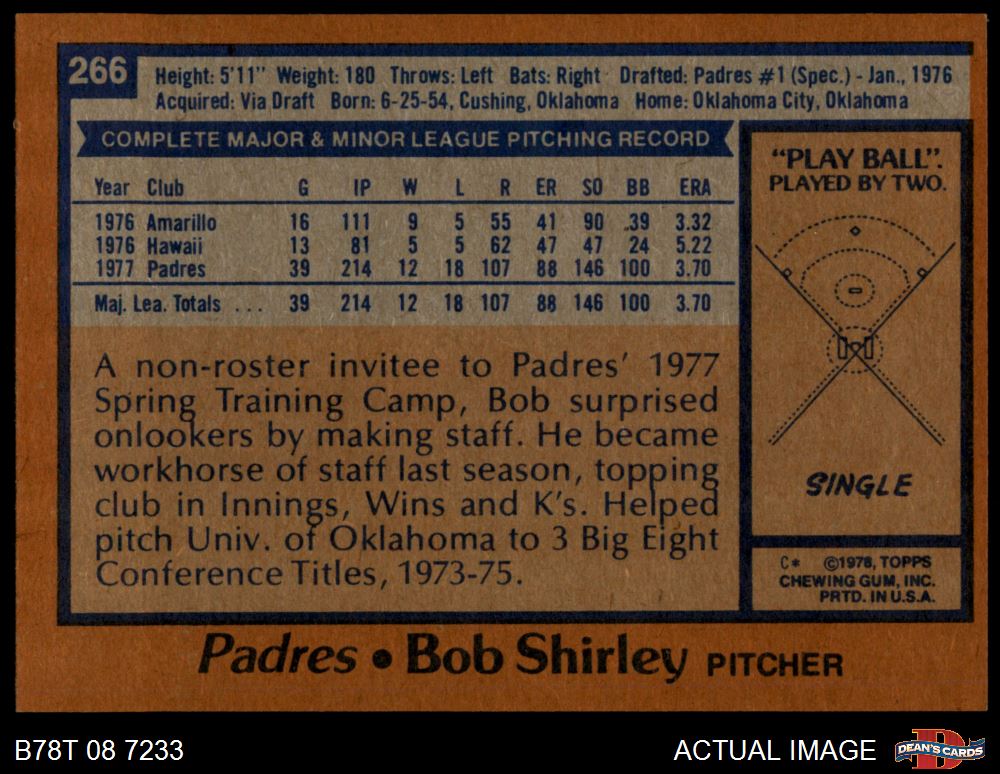 266
Height: 5'11" Weight: 180 Throws: Left Bats: Right Drafted: Padres #1 (Spec.) - Jan., 1976
Acquired: Via Draft Born: 6-25-54, Cushing, Oklahoma Home: Oklahoma City, Oklahoma
COMPLETE MAJOR & MINOR LEAGUE PITCHING RECORD
Year Club G IP W L R ER SO BB ERA
1976 Amarillo 16 111 9 5 55 41 90 39 3.32
1976 Hawaii 13 81 5 5 62 47 47 24 5.22
1977 Padres 39 214 12 18 107 88 146 100 3.70
Maj. Lea. Totals ... 39 214 12 18 107 88 146 100 3.70
A non-roster invitee to Padres' 1977
Spring Training Camp, Bob surprised
onlookers by making staff. He became
workhorse of staff last season, topping
club in Innings, Wins and K's. Helped
pitch Univ. of Oklahoma to 3 Big Eight
Conference Titles, 1973-75.
"PLAY BALL".
PLAYED BY TWO.
SINGLE
C* ©1978, TOPPS
CHEWING GUM, INC.
PRTD. IN U.S.A.
Padres • Bob Shirley PITCHER
B78T 08 7233
ACTUAL IMAGE
D
DEAN'S CARDS